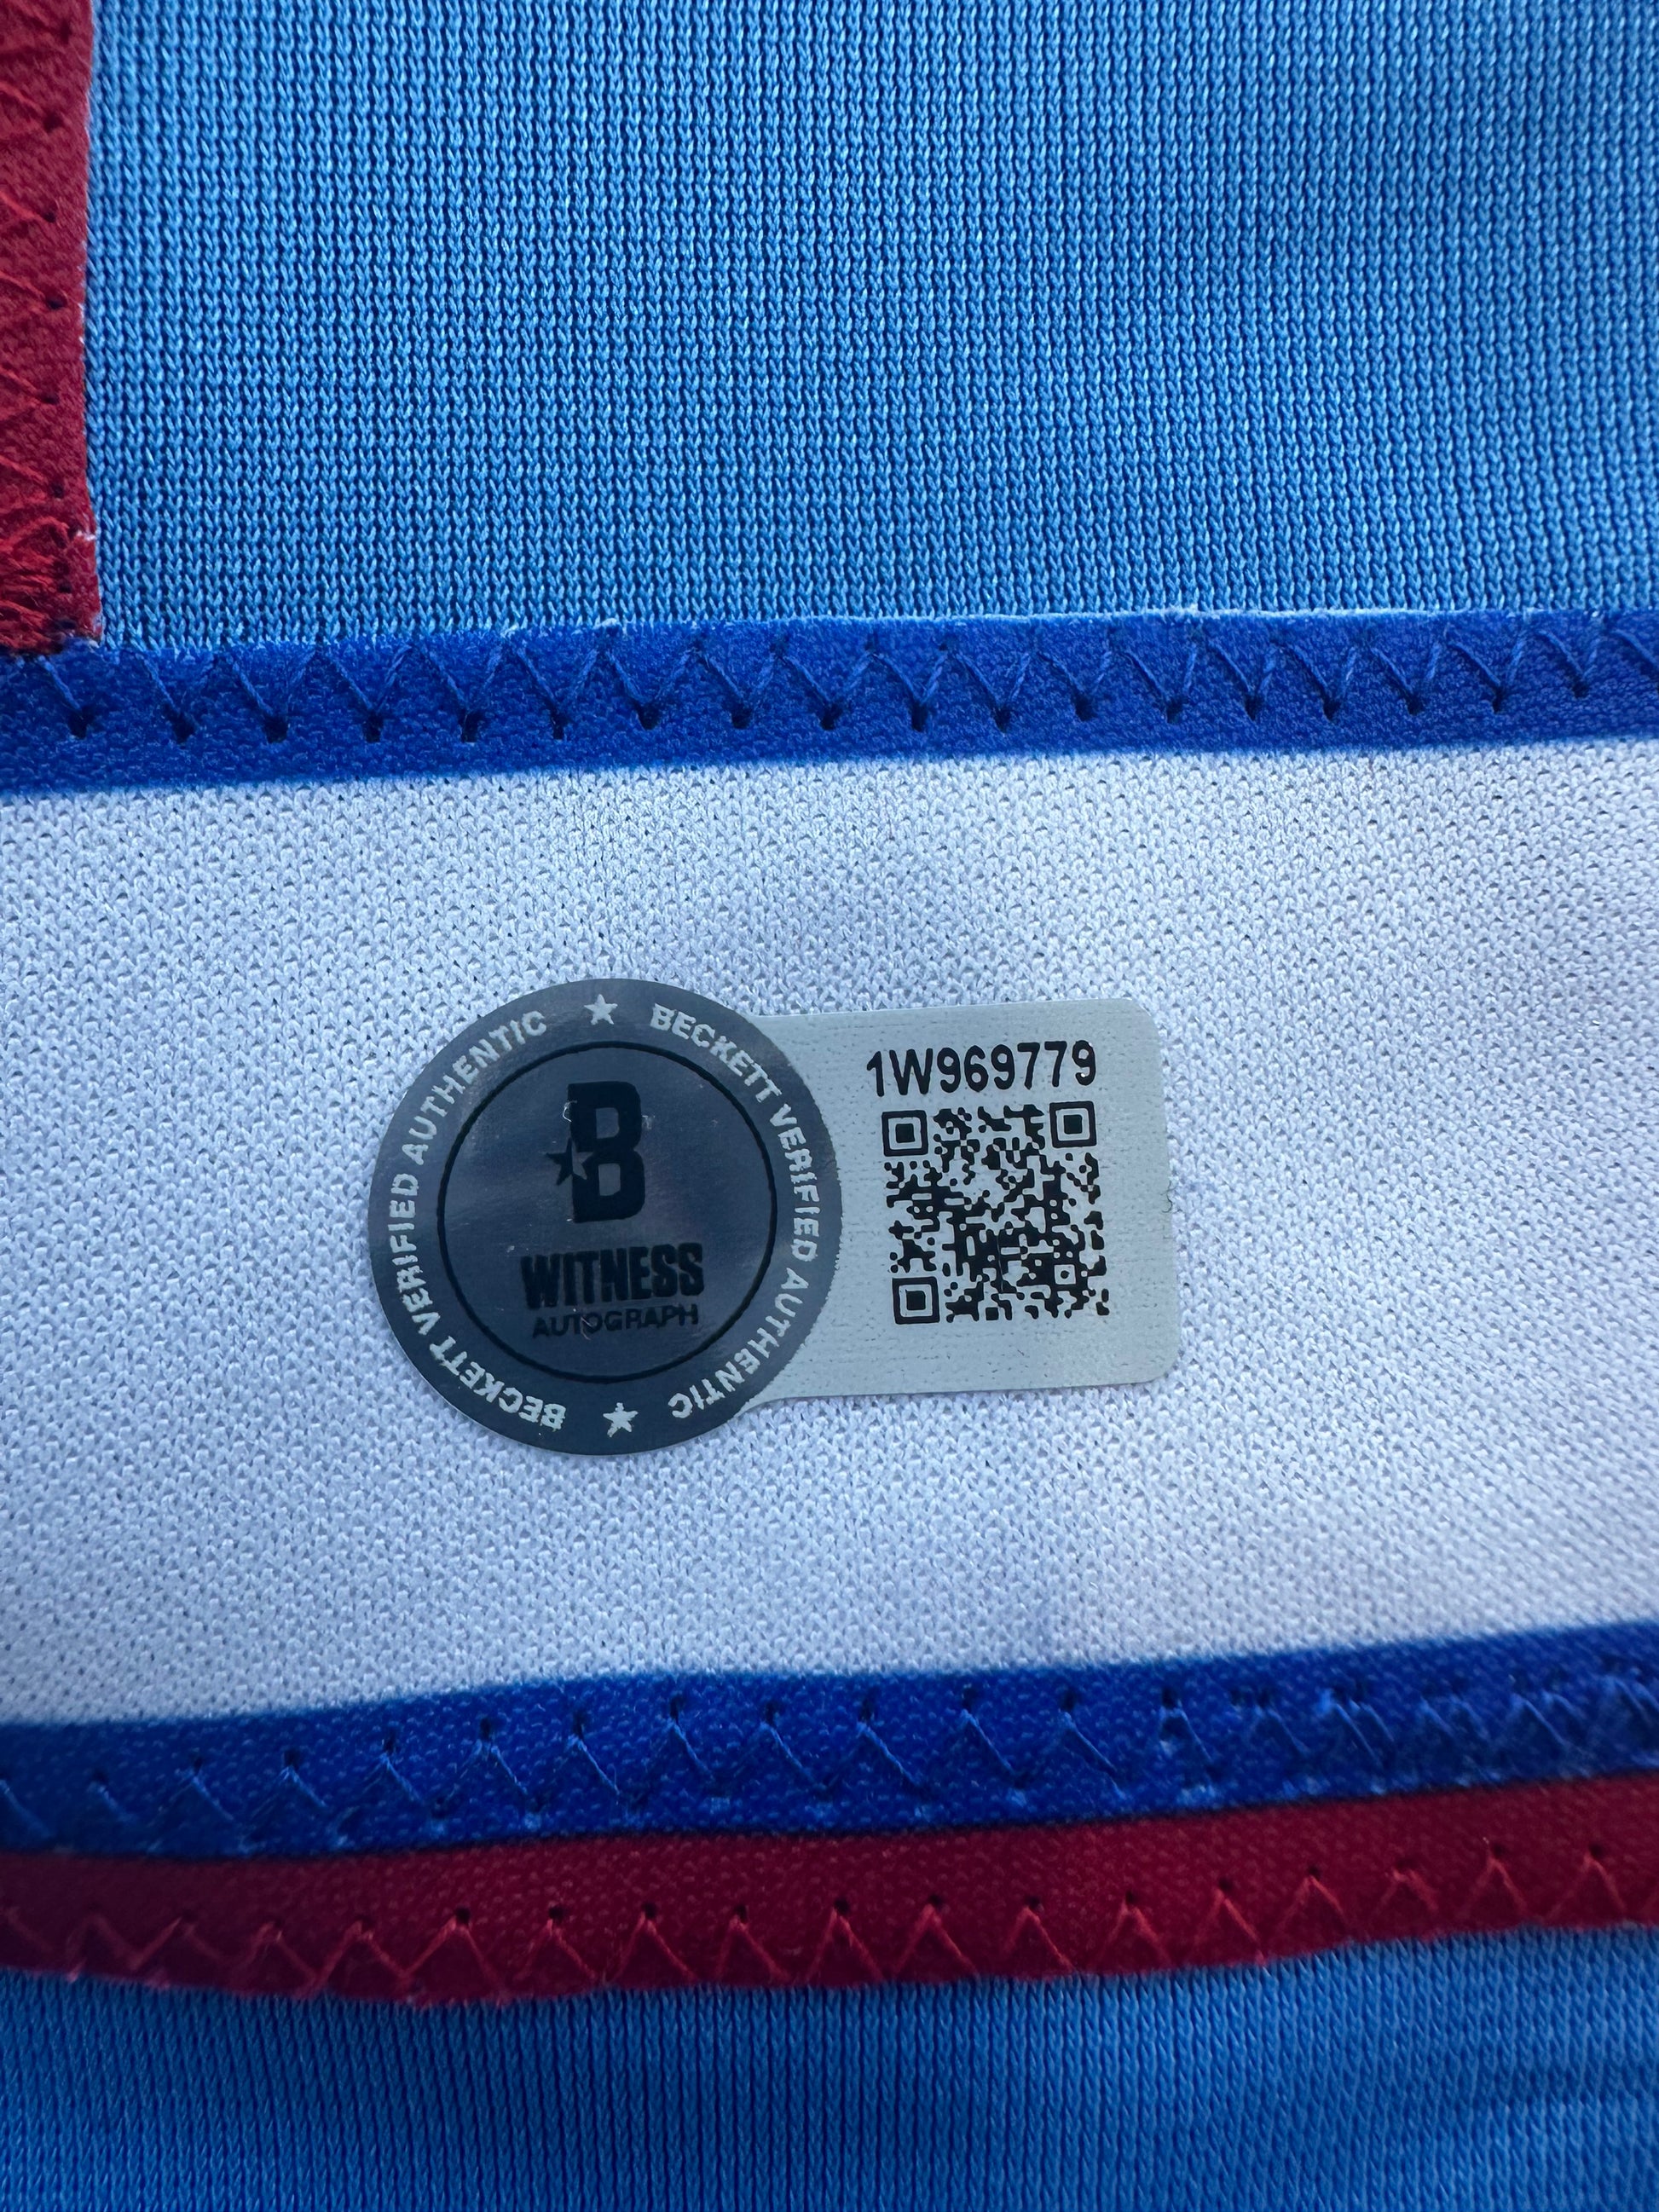 ★ BECKETT VERIFIED AUTHENTIC ★ BECKETT VERIFIED AUTHENTIC
B
WITNESS
AUTOGRAPH
1W969779